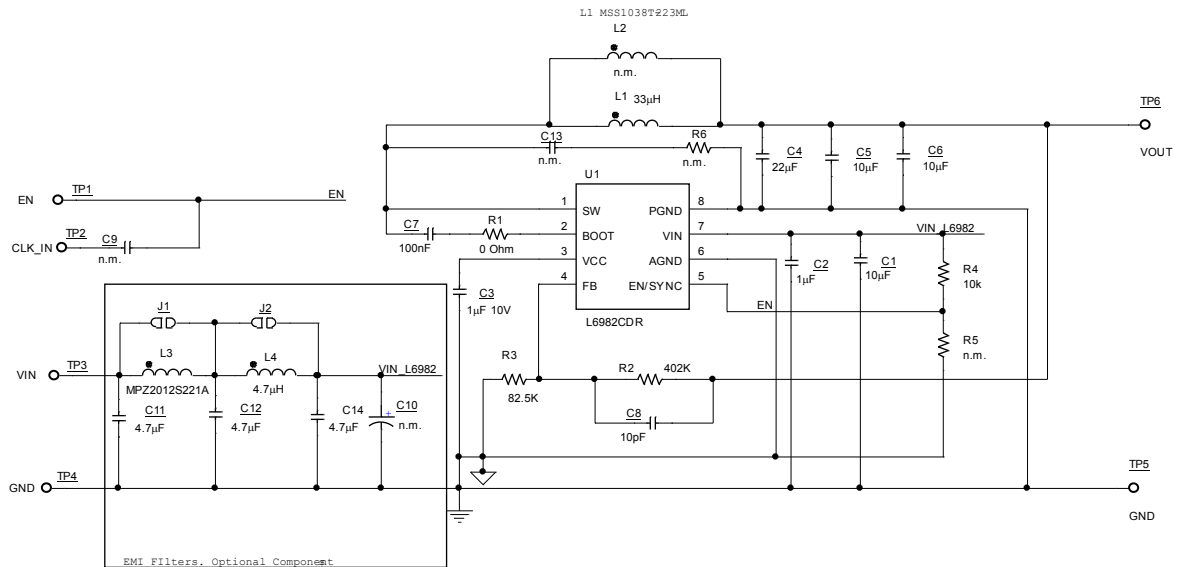 L1 MSS1038T-223ML
L2
n.m.
L1 33µH
TP6
VOUT
C13
n.m.
R6
n.m.
C4
22µF
C5
10µF
C6
10µF
U1
EN
TP1
EN
CLK_IN
TP2
C9
n.m.
C7
100nF
R1
0 Ohm
1
SW
PGND
8
2
BOOT
VIN
7
3
VCC
AGND
6
4
FB
EN/SYNC
5
L6982CDR
VIN_L6982
C2
1µF
C1
10µF
R4
10k
EN
R5
n.m.
C3
1µF 10V
J1
J2
VIN
TP3
L3
MPZ2012S221A
L4
4.7µH
VIN_L6982
C11
4.7µF
C12
4.7µF
C14
4.7µF
C10
+
n.m.
R3
82.5K
R2
402K
C8
10pF
GND
TP4
TP5
GND
EMI FIlters. Optional Component